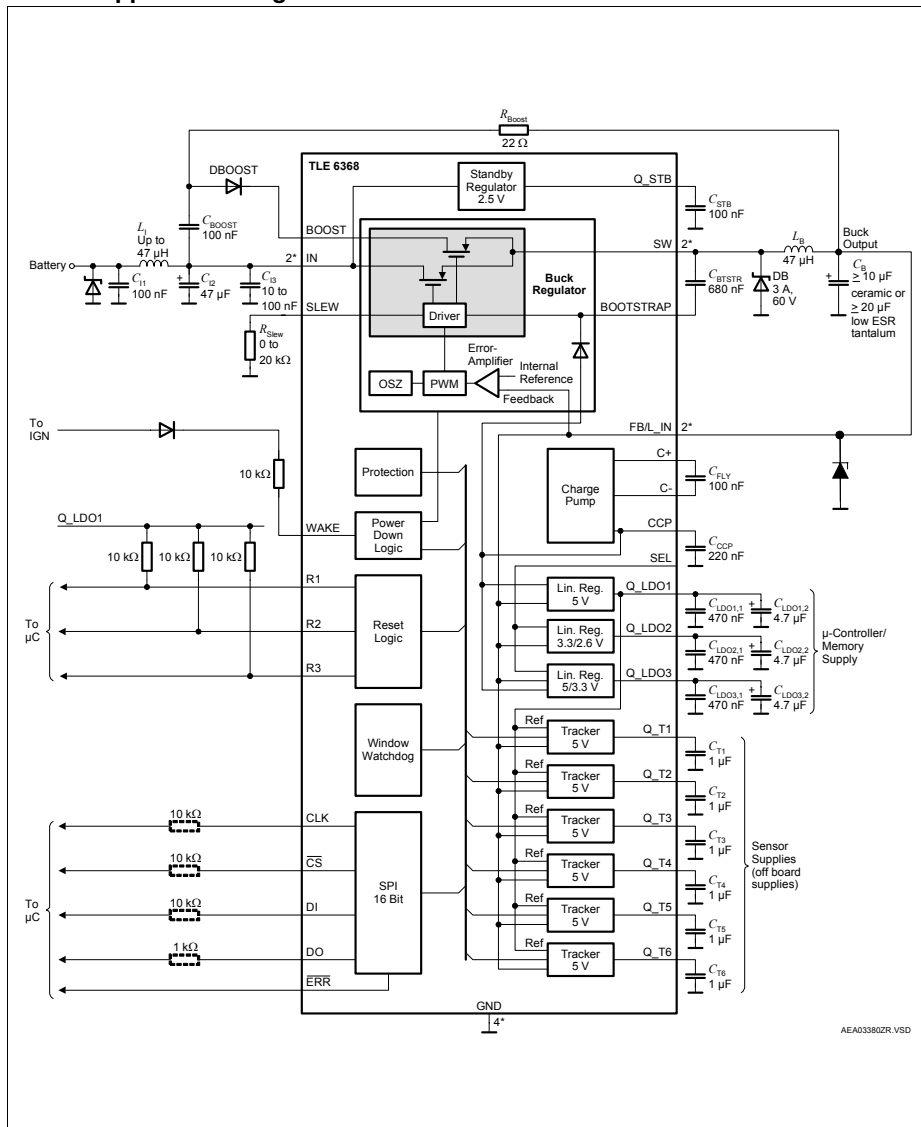 R_Boost
22 Ω
TLE 6368
DBOOST
Standby
Regulator
2.5 V
Q_STB
C_STB
100 nF
C_BOOST
100 nF
BOOST
L_I
Up to
47 µH
Battery
2* IN
SW 2*
L_B
47 µH
Buck
Output
C_I1
100 nF
C_I2
47 µF
C_I3
10 to
100 nF
Buck
Regulator
C_BTSTR
680 nF
DB
3 A,
60 V
C_B
≥ 10 µF
ceramic or
≥ 20 µF
low ESR
tantalum
SLEW
R_Slew
0 to
20 kΩ
Driver
BOOTSTRAP
Error-
Amplifier
Internal
Reference
OSZ
PWM
Feedback
To
IGN
FB/L_IN 2*
10 kΩ
Protection
Charge
Pump
C+
C-
C_FLY
100 nF
CCP
C_CCP
220 nF
Q_LDO1
WAKE
Power
Down
Logic
SEL
10 kΩ
10 kΩ
10 kΩ
To
µC
R1
R2
R3
Reset
Logic
Lin. Reg.
5 V
Q_LDO1
C_LDO1,1
470 nF
C_LDO1,2
4.7 µF
Lin. Reg.
3.3/2.6 V
Q_LDO2
C_LDO2,1
470 nF
C_LDO2,2
4.7 µF
Lin. Reg.
5/3.3 V
Q_LDO3
C_LDO3,1
470 nF
C_LDO3,2
4.7 µF
µ-Controller/
Memory
Supply
Window
Watchdog
Ref
Tracker
5 V
Q_T1
C_T1
1 µF
Ref
Tracker
5 V
Q_T2
C_T2
1 µF
Ref
Tracker
5 V
Q_T3
C_T3
1 µF
Ref
Tracker
5 V
Q_T4
C_T4
1 µF
Ref
Tracker
5 V
Q_T5
C_T5
1 µF
Ref
Tracker
5 V
Q_T6
C_T6
1 µF
Sensor
Supplies
(off board
supplies)
To
µC
10 kΩ
CLK
10 kΩ
CS
10 kΩ
DI
1 kΩ
DO
ERR
SPI
16 Bit
GND
4*
AEA03380ZR.VSD